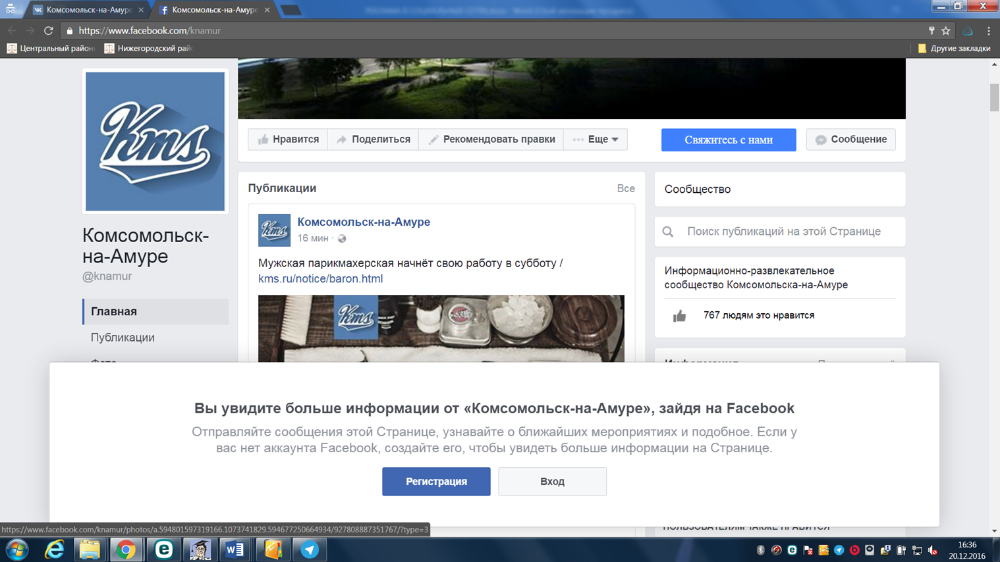 Комсомольск-на-Амуре
Комсомольск-на-Амуре
https://www.facebook.com/knamur
Центральный район
Нижегородский рай
Другие закладки
Kms
Нравится
Поделиться
Рекомендовать правки
Еще
Свяжитесь с нами
Сообщение
Комсомольск-
на-Амуре
@knamur
Главная
Публикации
Фото
Публикации
Все
Kms
Комсомольск-на-Амуре
16 мин ·
Мужская парикмахерская начнёт свою работу в субботу /
kms.ru/notice/baron.html
Kms
Сообщество
Поиск публикаций на этой Странице
Информационно-развлекательное
сообщество Комсомольска-на-Амуре
767 людям это нравится
Информация
Вы увидите больше информации от «Комсомольск-на-Амуре», зайдя на Facebook
Отправляйте сообщения этой Странице, узнавайте о ближайших мероприятиях и подобное. Если у
вас нет аккаунта Facebook, создайте его, чтобы увидеть больше информации на Странице.
Регистрация
Вход
ПОЛЬЗОВАТЕЛЯМ ТАКЖЕ НРАВИТСЯ
https://www.facebook.com/knamur/photos/a.594801597319166.1073741829.594677250664934/927808887351767/?type=3
16:36
20.12.2016